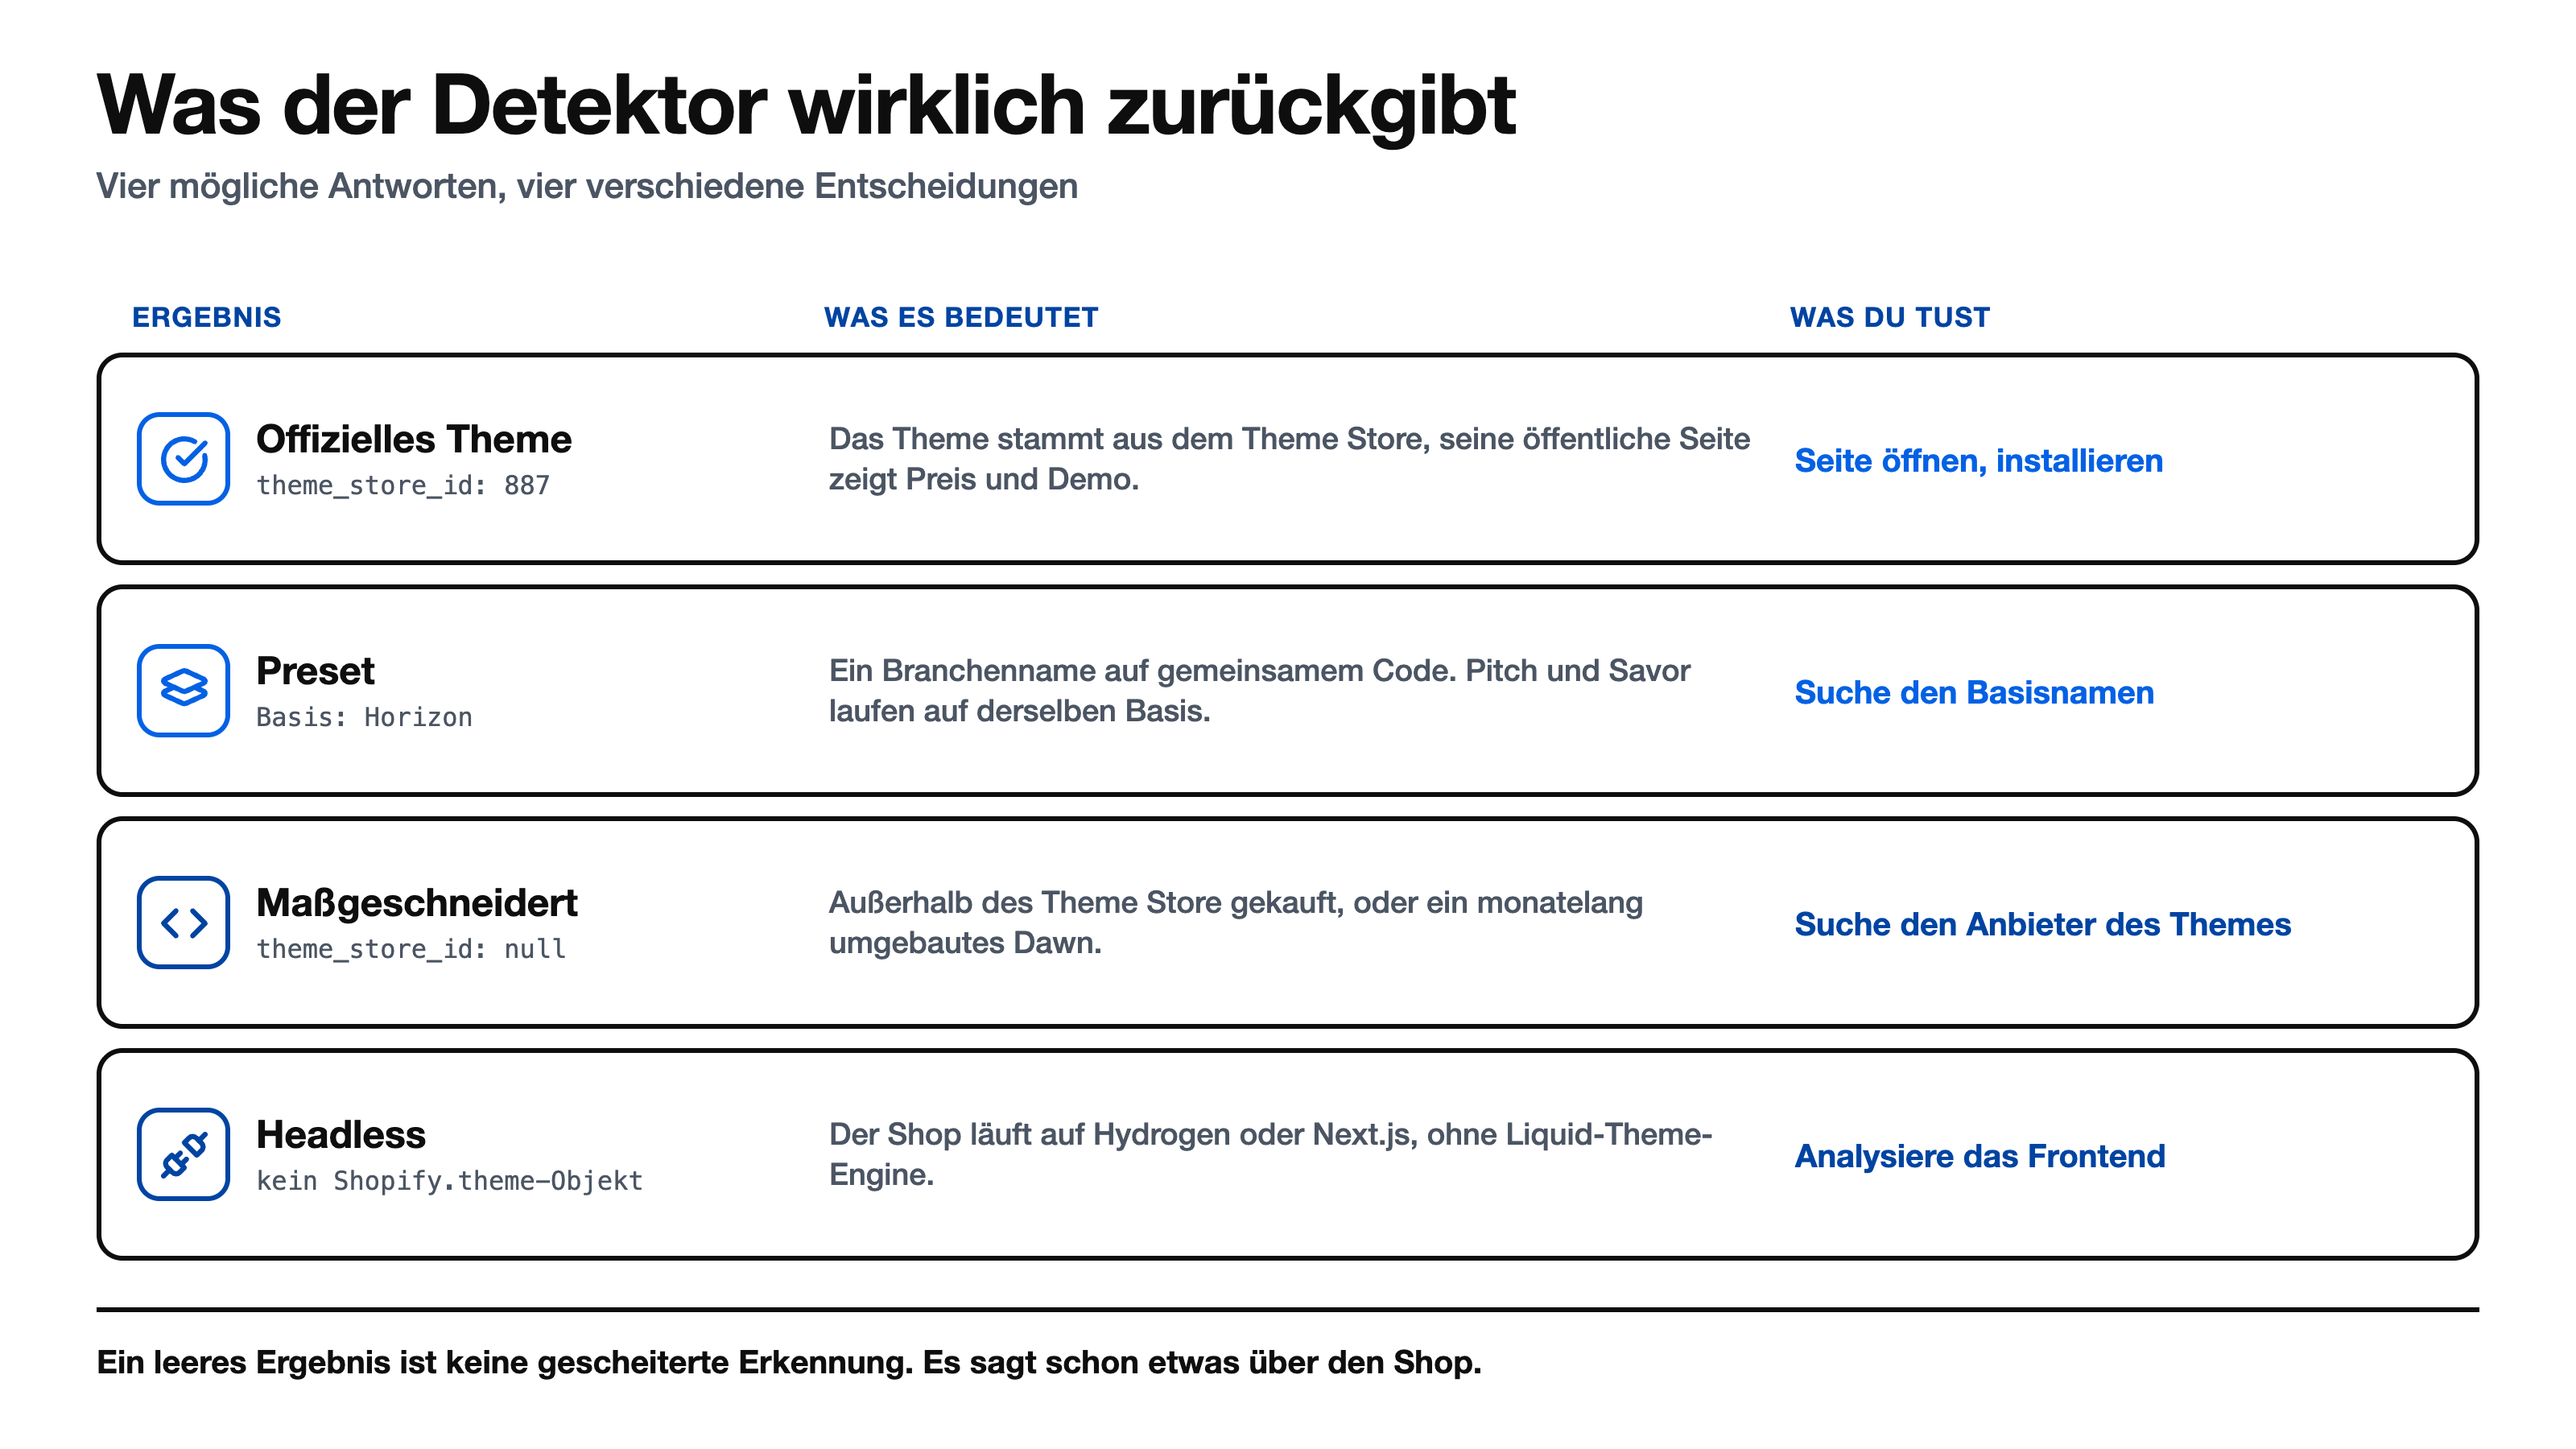 Was der Detektor wirklich zurückgibt
Vier mögliche Antworten, vier verschiedene Entscheidungen
ERGEBNIS
WAS ES BEDEUTET
WAS DU TUST
Offizielles Theme
theme_store_id: 887
Das Theme stammt aus dem Theme Store, seine öffentliche Seite
zeigt Preis und Demo.
Seite öffnen, installieren
Preset
Basis: Horizon
Ein Branchenname auf gemeinsamem Code. Pitch und Savor
laufen auf derselben Basis.
Suche den Basisnamen
Maßgeschneidert
theme_store_id: null
Außerhalb des Theme Store gekauft, oder ein monatelang
umgebautes Dawn.
Suche den Anbieter des Themes
Headless
kein Shopify.theme-Objekt
Der Shop läuft auf Hydrogen oder Next.js, ohne Liquid-Theme-
Engine.
Analysiere das Frontend
Ein leeres Ergebnis ist keine gescheiterte Erkennung. Es sagt schon etwas über den Shop.